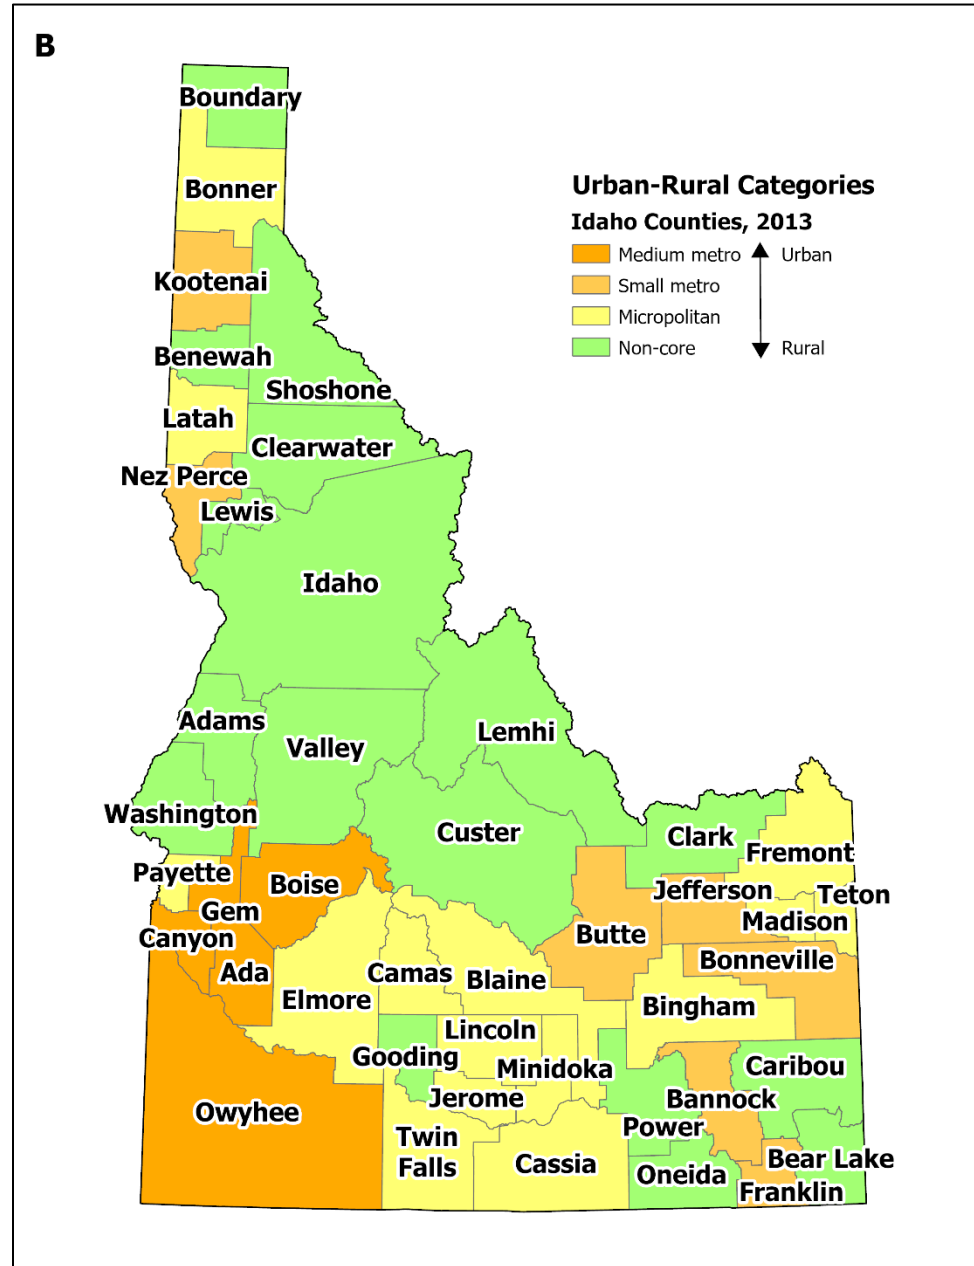 B
Boundary
Bonner
Urban-Rural Categories
Idaho Counties, 2013
Medium metro
Urban
Small metro
Micropolitan
Non-core
Rural
Kootenai
Benewah
Shoshone
Latah
Clearwater
Nez Perce
Lewis
Idaho
Adams
Lemhi
Valley
Washington
Custer
Clark
Fremont
Payette
Boise
Jefferson
Teton
Gem
Madison
Canyon
Butte
Bonneville
Ada
Camas
Blaine
Elmore
Bingham
Lincoln
Gooding
Minidoka
Caribou
Jerome
Bannock
Owyhee
Power
Twin
Falls
Cassia
Bear Lake
Oneida
Franklin